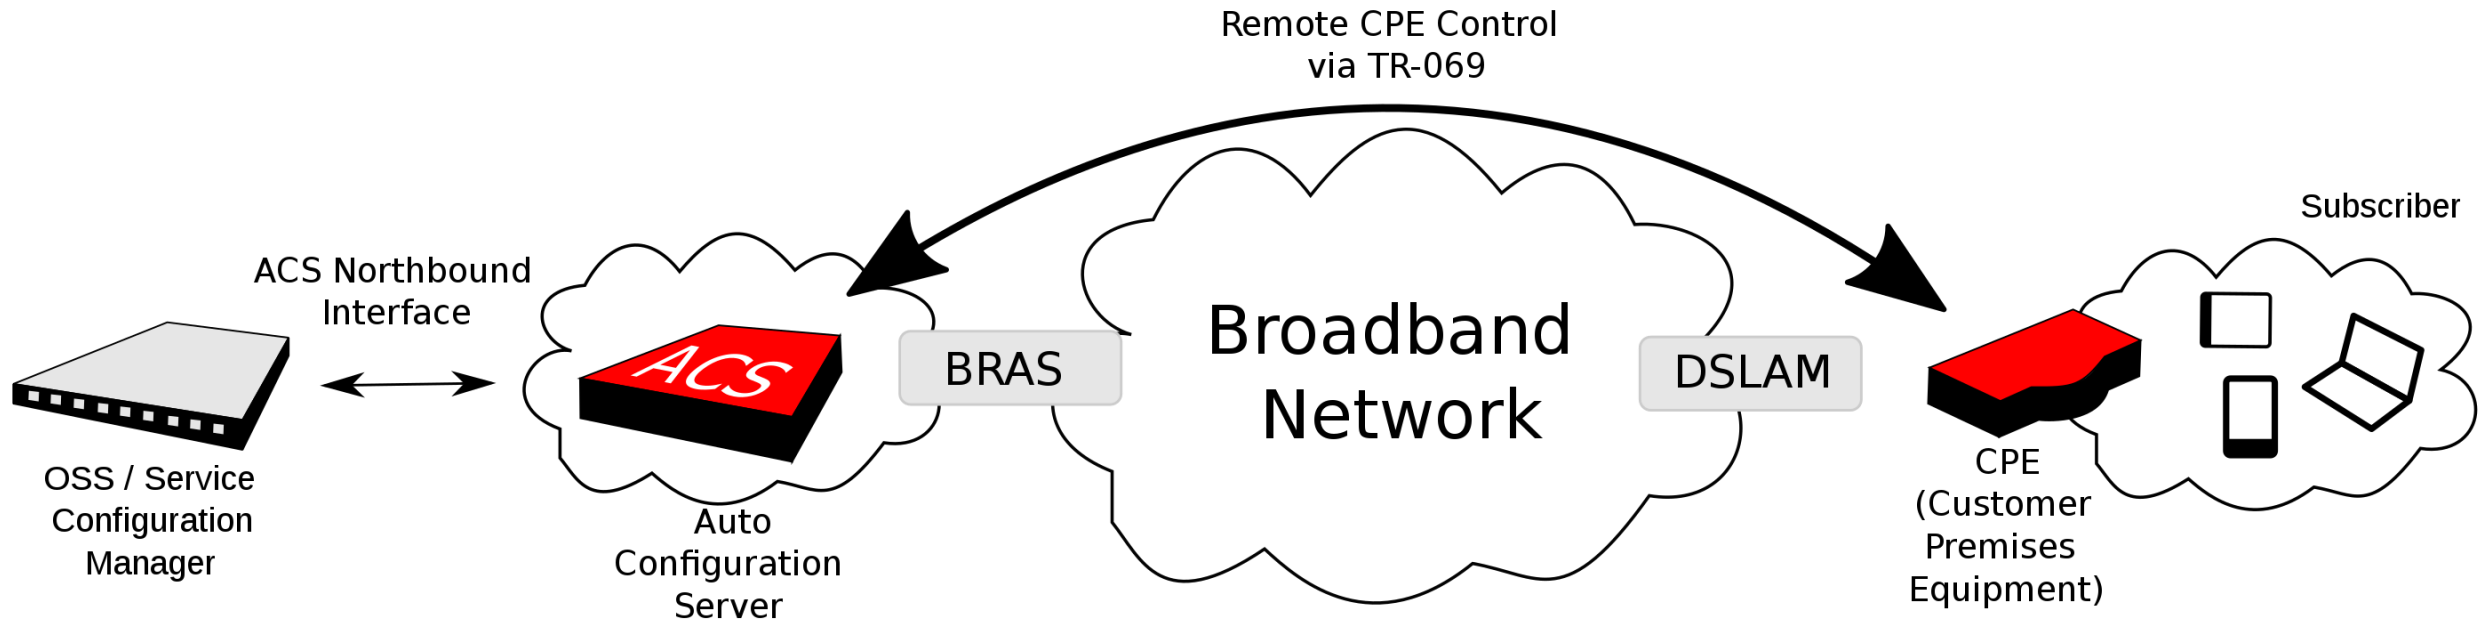 Remote CPE Control
via TR-069
Subscriber
ACS Northbound
Interface
ACS
BRAS
Broadband
Network
DSLAM
OSS / Service
Configuration
Manager
Auto
Configuration
Server
CPE
(Customer
Premises
Equipment)